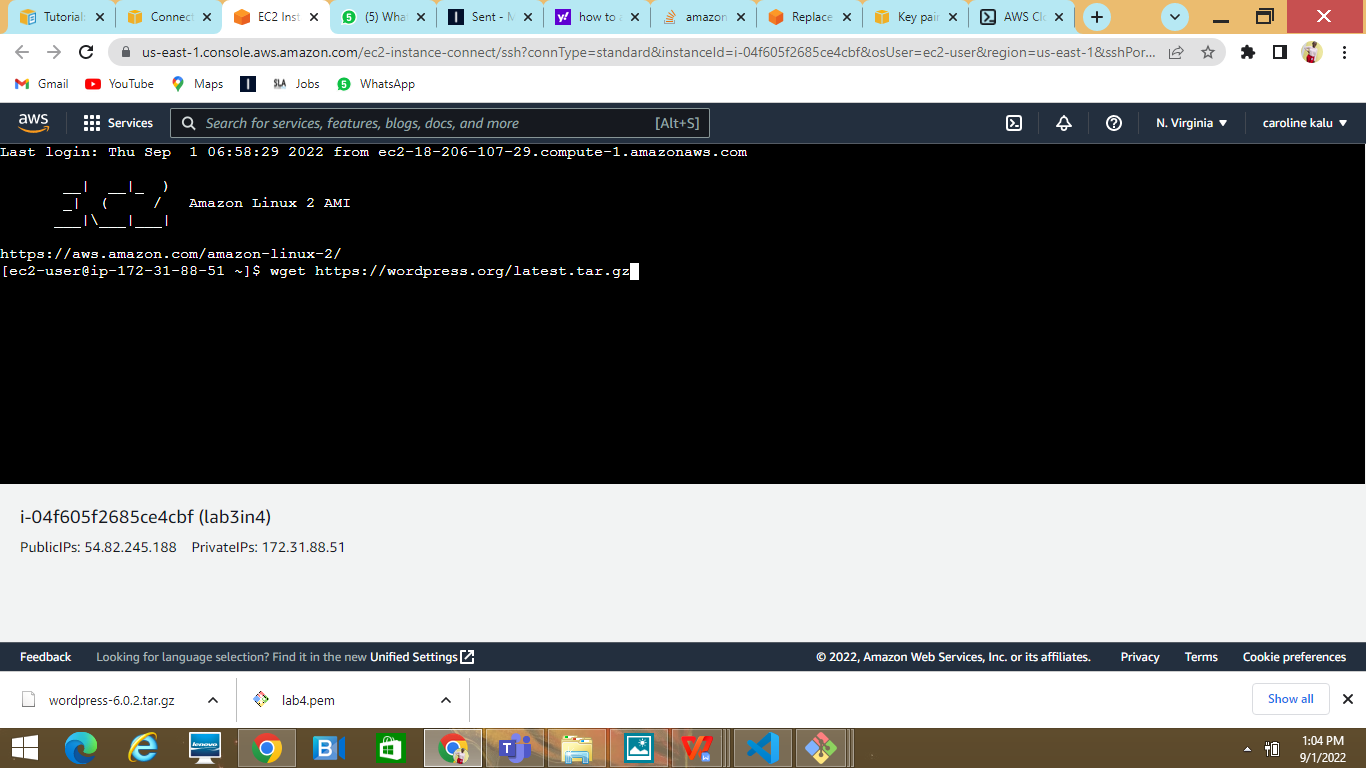 Tutorial: Connect EC2 Inst (5) Wha Sent - M how to a amazon Replace Key pair AWS Clo
us-east-1.console.aws.amazon.com/ec2-instance-connect/ssh?connType=standard&instanceId=i-04f605f2685ce4cbf&osUser=ec2-user&region=us-east-1&sshPor...
Gmail YouTube Maps SLA Jobs WhatsApp
aws Services Search for services, features, blogs, docs, and more [Alt+S] N. Virginia caroline kalu
Last login: Thu Sep  1 06:58:29 2022 from ec2-18-206-107-29.compute-1.amazonaws.com
       __|  __|_  )
       _|  (     /   Amazon Linux 2 AMI
      ___|\___|___|
https://aws.amazon.com/amazon-linux-2/
[ec2-user@ip-172-31-88-51 ~]$ wget https://wordpress.org/latest.tar.gz
i-04f605f2685ce4cbf (lab3in4)
PublicIPs: 54.82.245.188 PrivateIPs: 172.31.88.51
Feedback Looking for language selection? Find it in the new Unified Settings © 2022, Amazon Web Services, Inc. or its affiliates. Privacy Terms Cookie preferences
wordpress-6.0.2.tar.gz lab4.pem Show all
lenovo
1:04 PM
9/1/2022